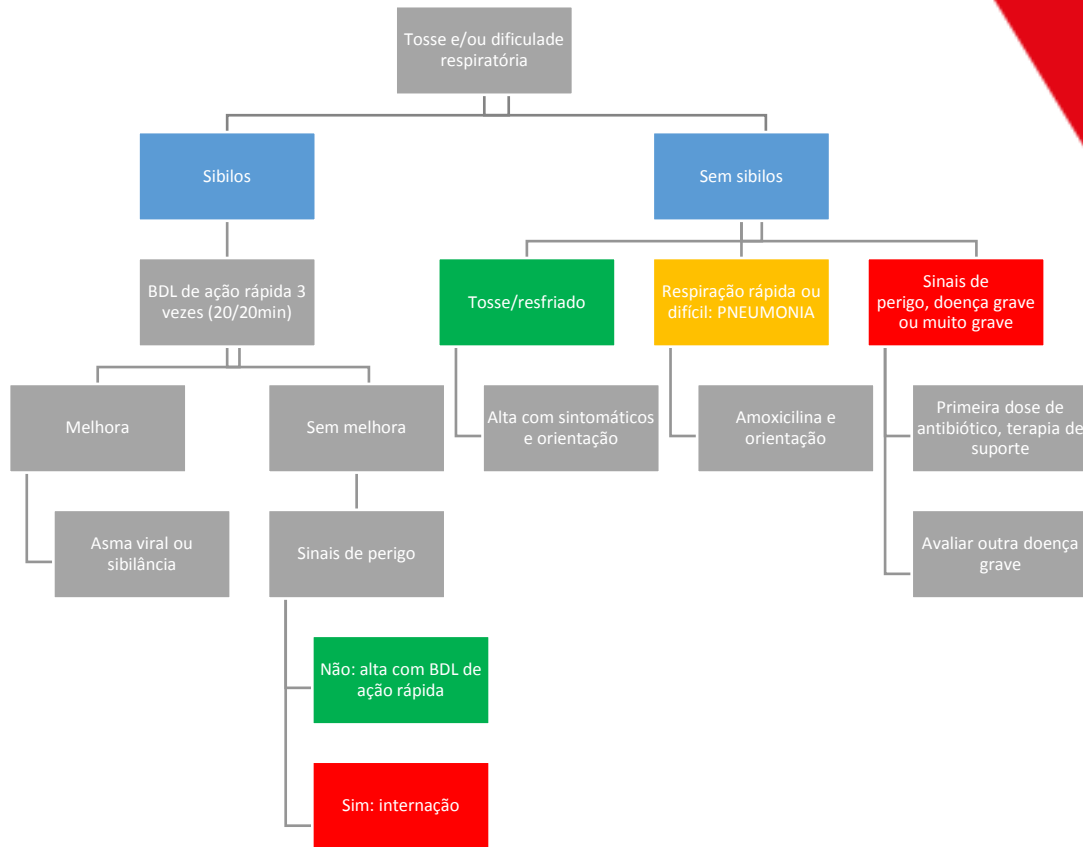 Tosse e/ou dificulade
respiratória
Sibilos
Sem sibilos
BDL de ação rápida 3
vezes (20/20min)
Tosse/resfriado
Respiração rápida ou
difícil: PNEUMONIA
Sinais de
perigo, doença grave
ou muito grave
Melhora
Sem melhora
Alta com sintomáticos
e orientação
Amoxicilina e
orientação
Primeira dose de
antibiótico, terapia de
suporte
Asma viral ou
sibilância
Sinais de perigo
Avaliar outra doença
grave
Não: alta com BDL de
ação rápida
Sim: internação